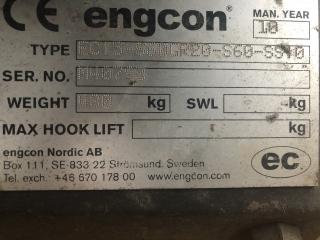 CE engcon
MAN. YEAR
10
TYPE
SER. NO.
WEIGHT kg SWL - kg
MAX HOOK LIFT kg
engcon Nordic AB
Box 111, SE-833 22 Strömsund, Sweden
Tel. exch.: +46 670 178 00 www.engcon.com
ec